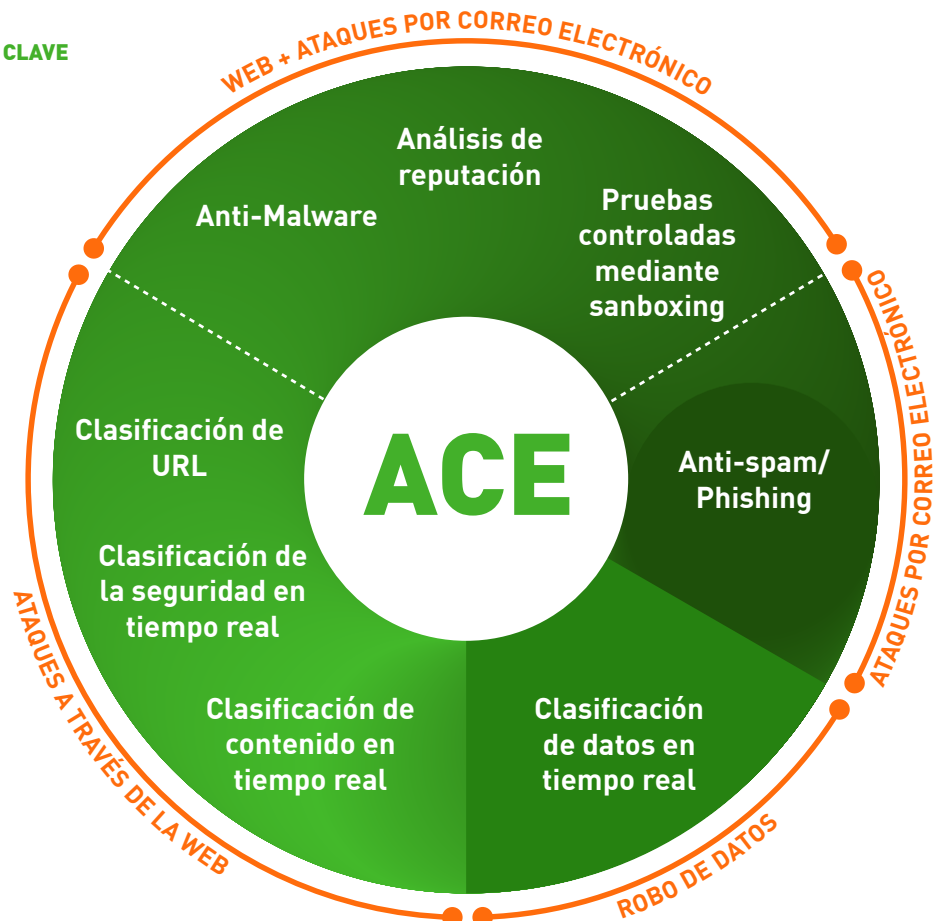 CLAVE
WEB + ATAQUES POR CORREO ELECTRÓNICO
Análisis de
reputación
Anti-Malware
Pruebas
controladas
mediante
sanboxing
ATAQUES POR CORREO ELECTRÓNICO
Clasificación de
URL
ACE
Anti-spam/
Phishing
Clasificación de
la seguridad en
tiempo real
ATAQUES A TRAVÉS DE LA WEB
Clasificación de
contenido en
tiempo real
Clasificación
de datos en
tiempo real
ROBO DE DATOS